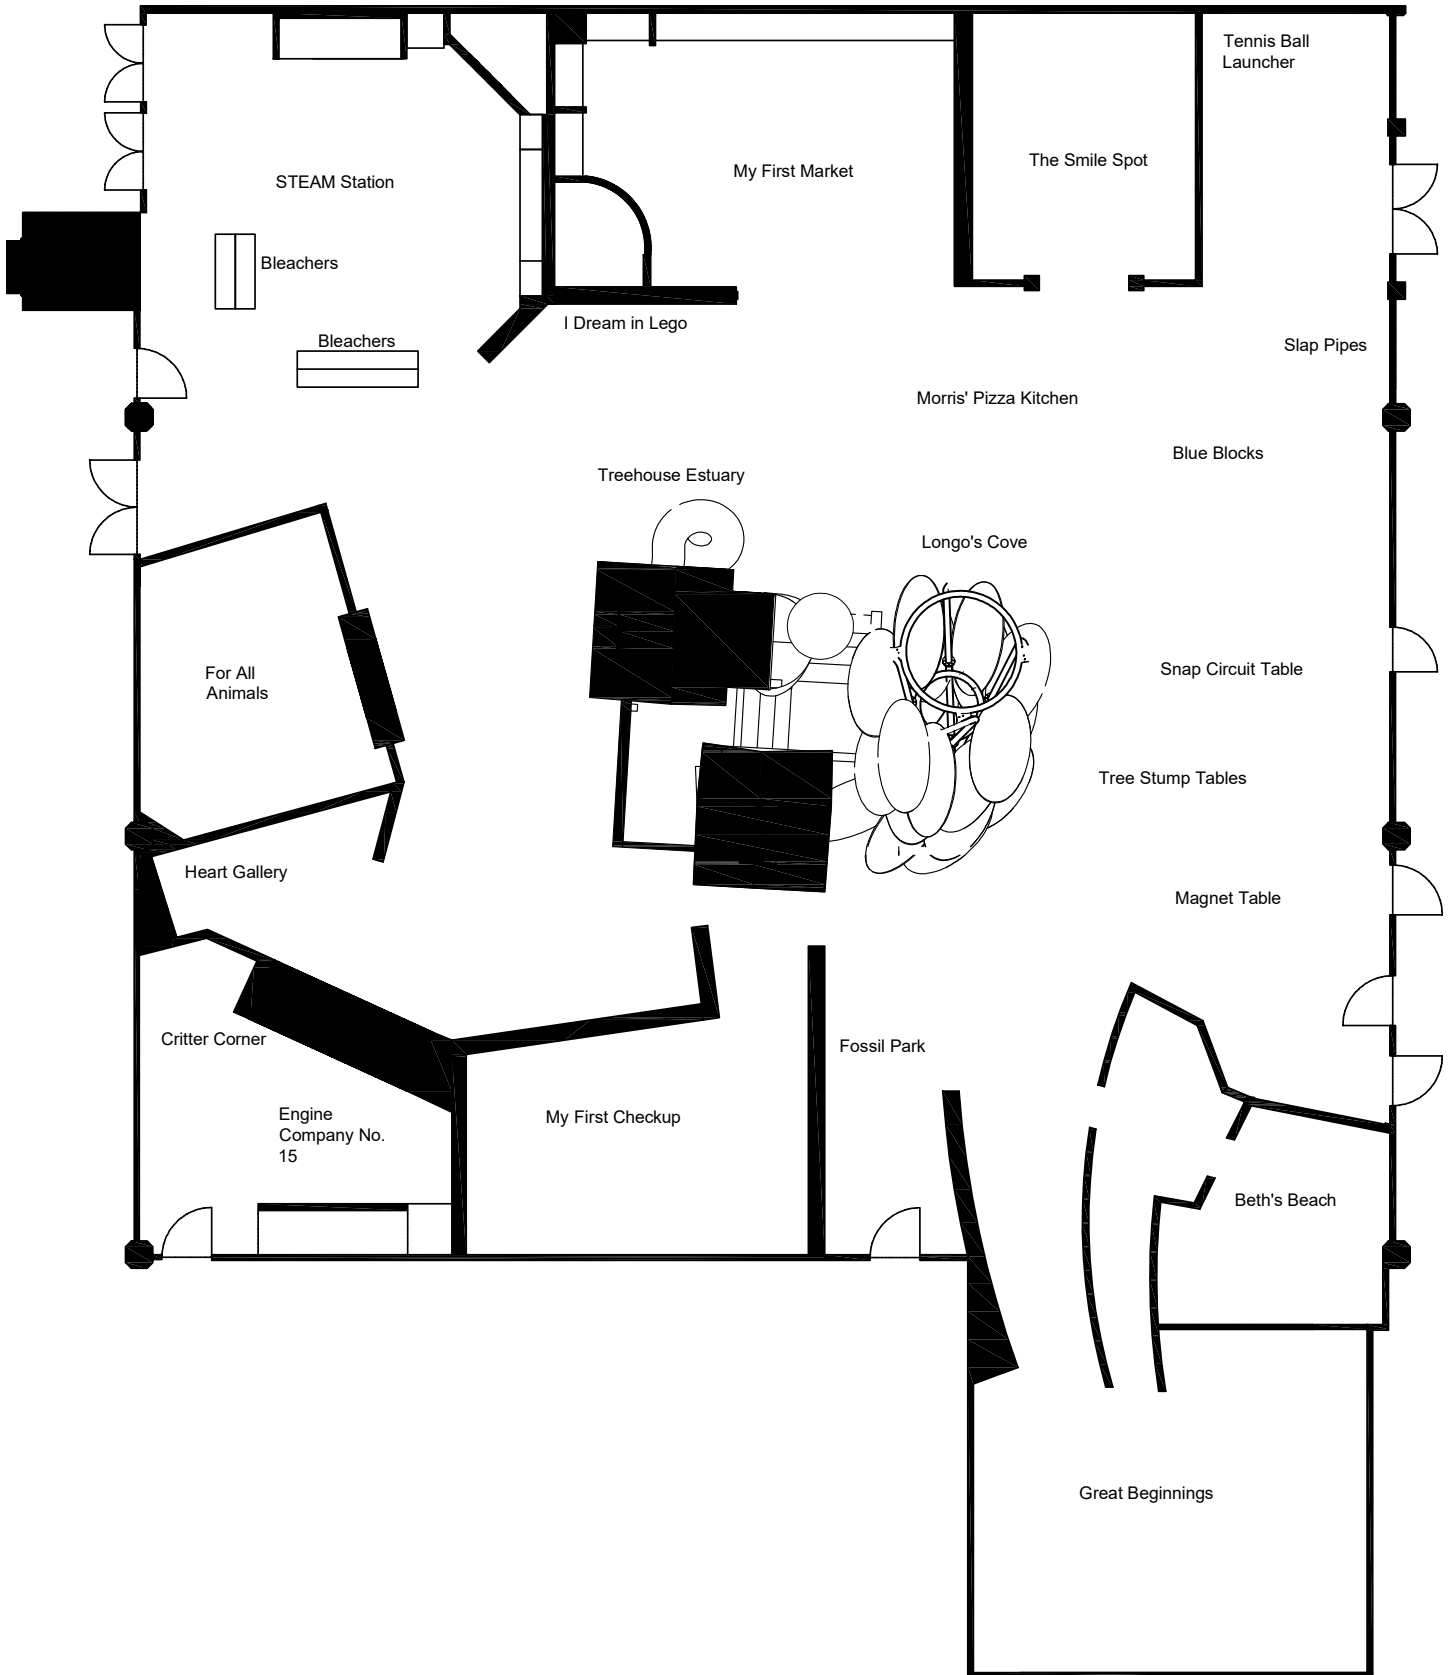 Tennis Ball
Launcher
My First Market
The Smile Spot
STEAM Station
Bleachers
I Dream in Lego
Bleachers
Slap Pipes
Morris' Pizza Kitchen
Blue Blocks
Treehouse Estuary
Longo's Cove
For All
Animals
Snap Circuit Table
Tree Stump Tables
Heart Gallery
Magnet Table
Critter Corner
Fossil Park
Engine
Company No.
15
My First Checkup
Beth's Beach
Great Beginnings